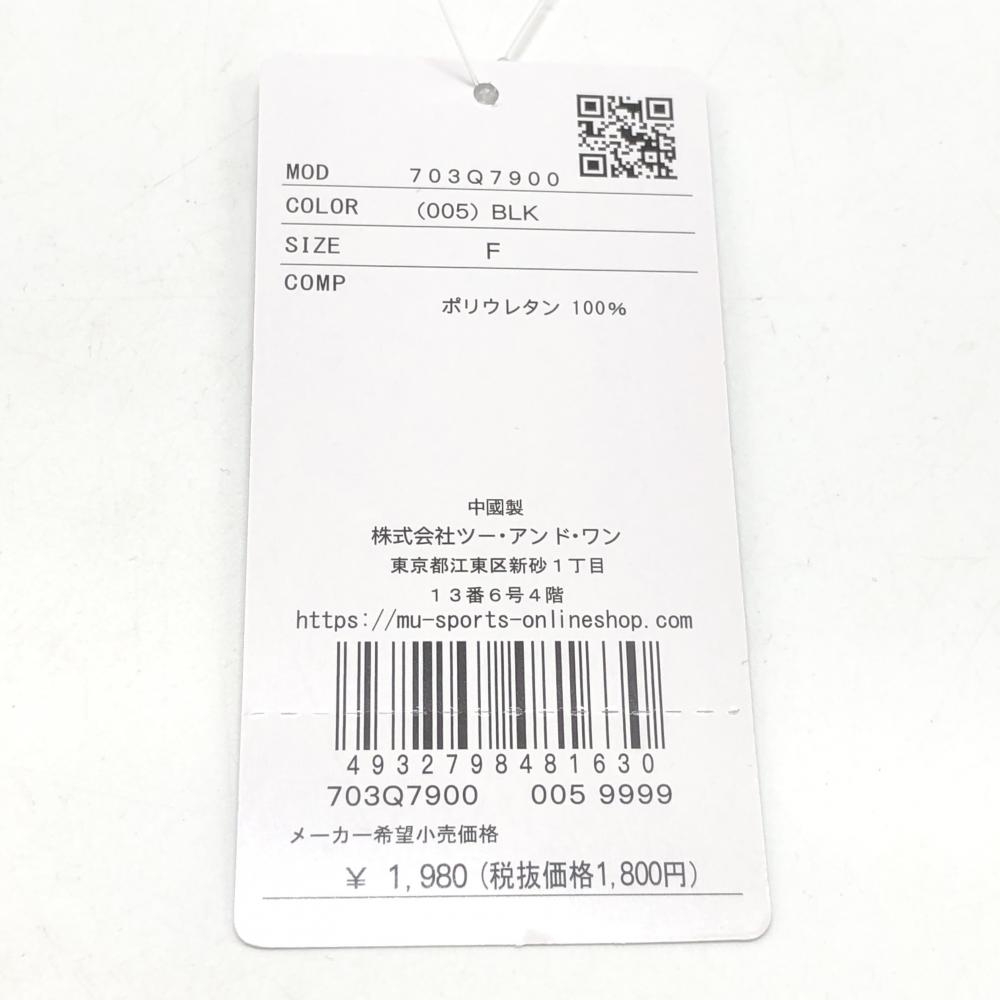 MOD 703Q7900
COLOR (005) BLK
SIZE F
COMP
ポリウレタン 100%
中國製
株式会社ツー・アンド・ワン
東京都江東区新砂1丁目
13番6号4階
https://mu-sports-onlineshop.com
4932798481630
703Q7900 005 9999
メーカー希望小売価格
¥ 1,980 (税抜価格1,800円)